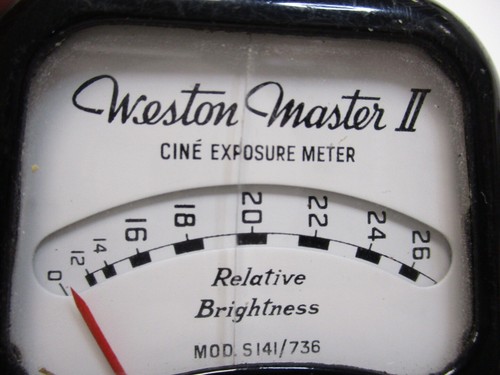 Weston Master II
CINÉ EXPOSURE METER
0 12 14 16 18 20 22 24 26
Relative
Brightness
MOD. S141/736